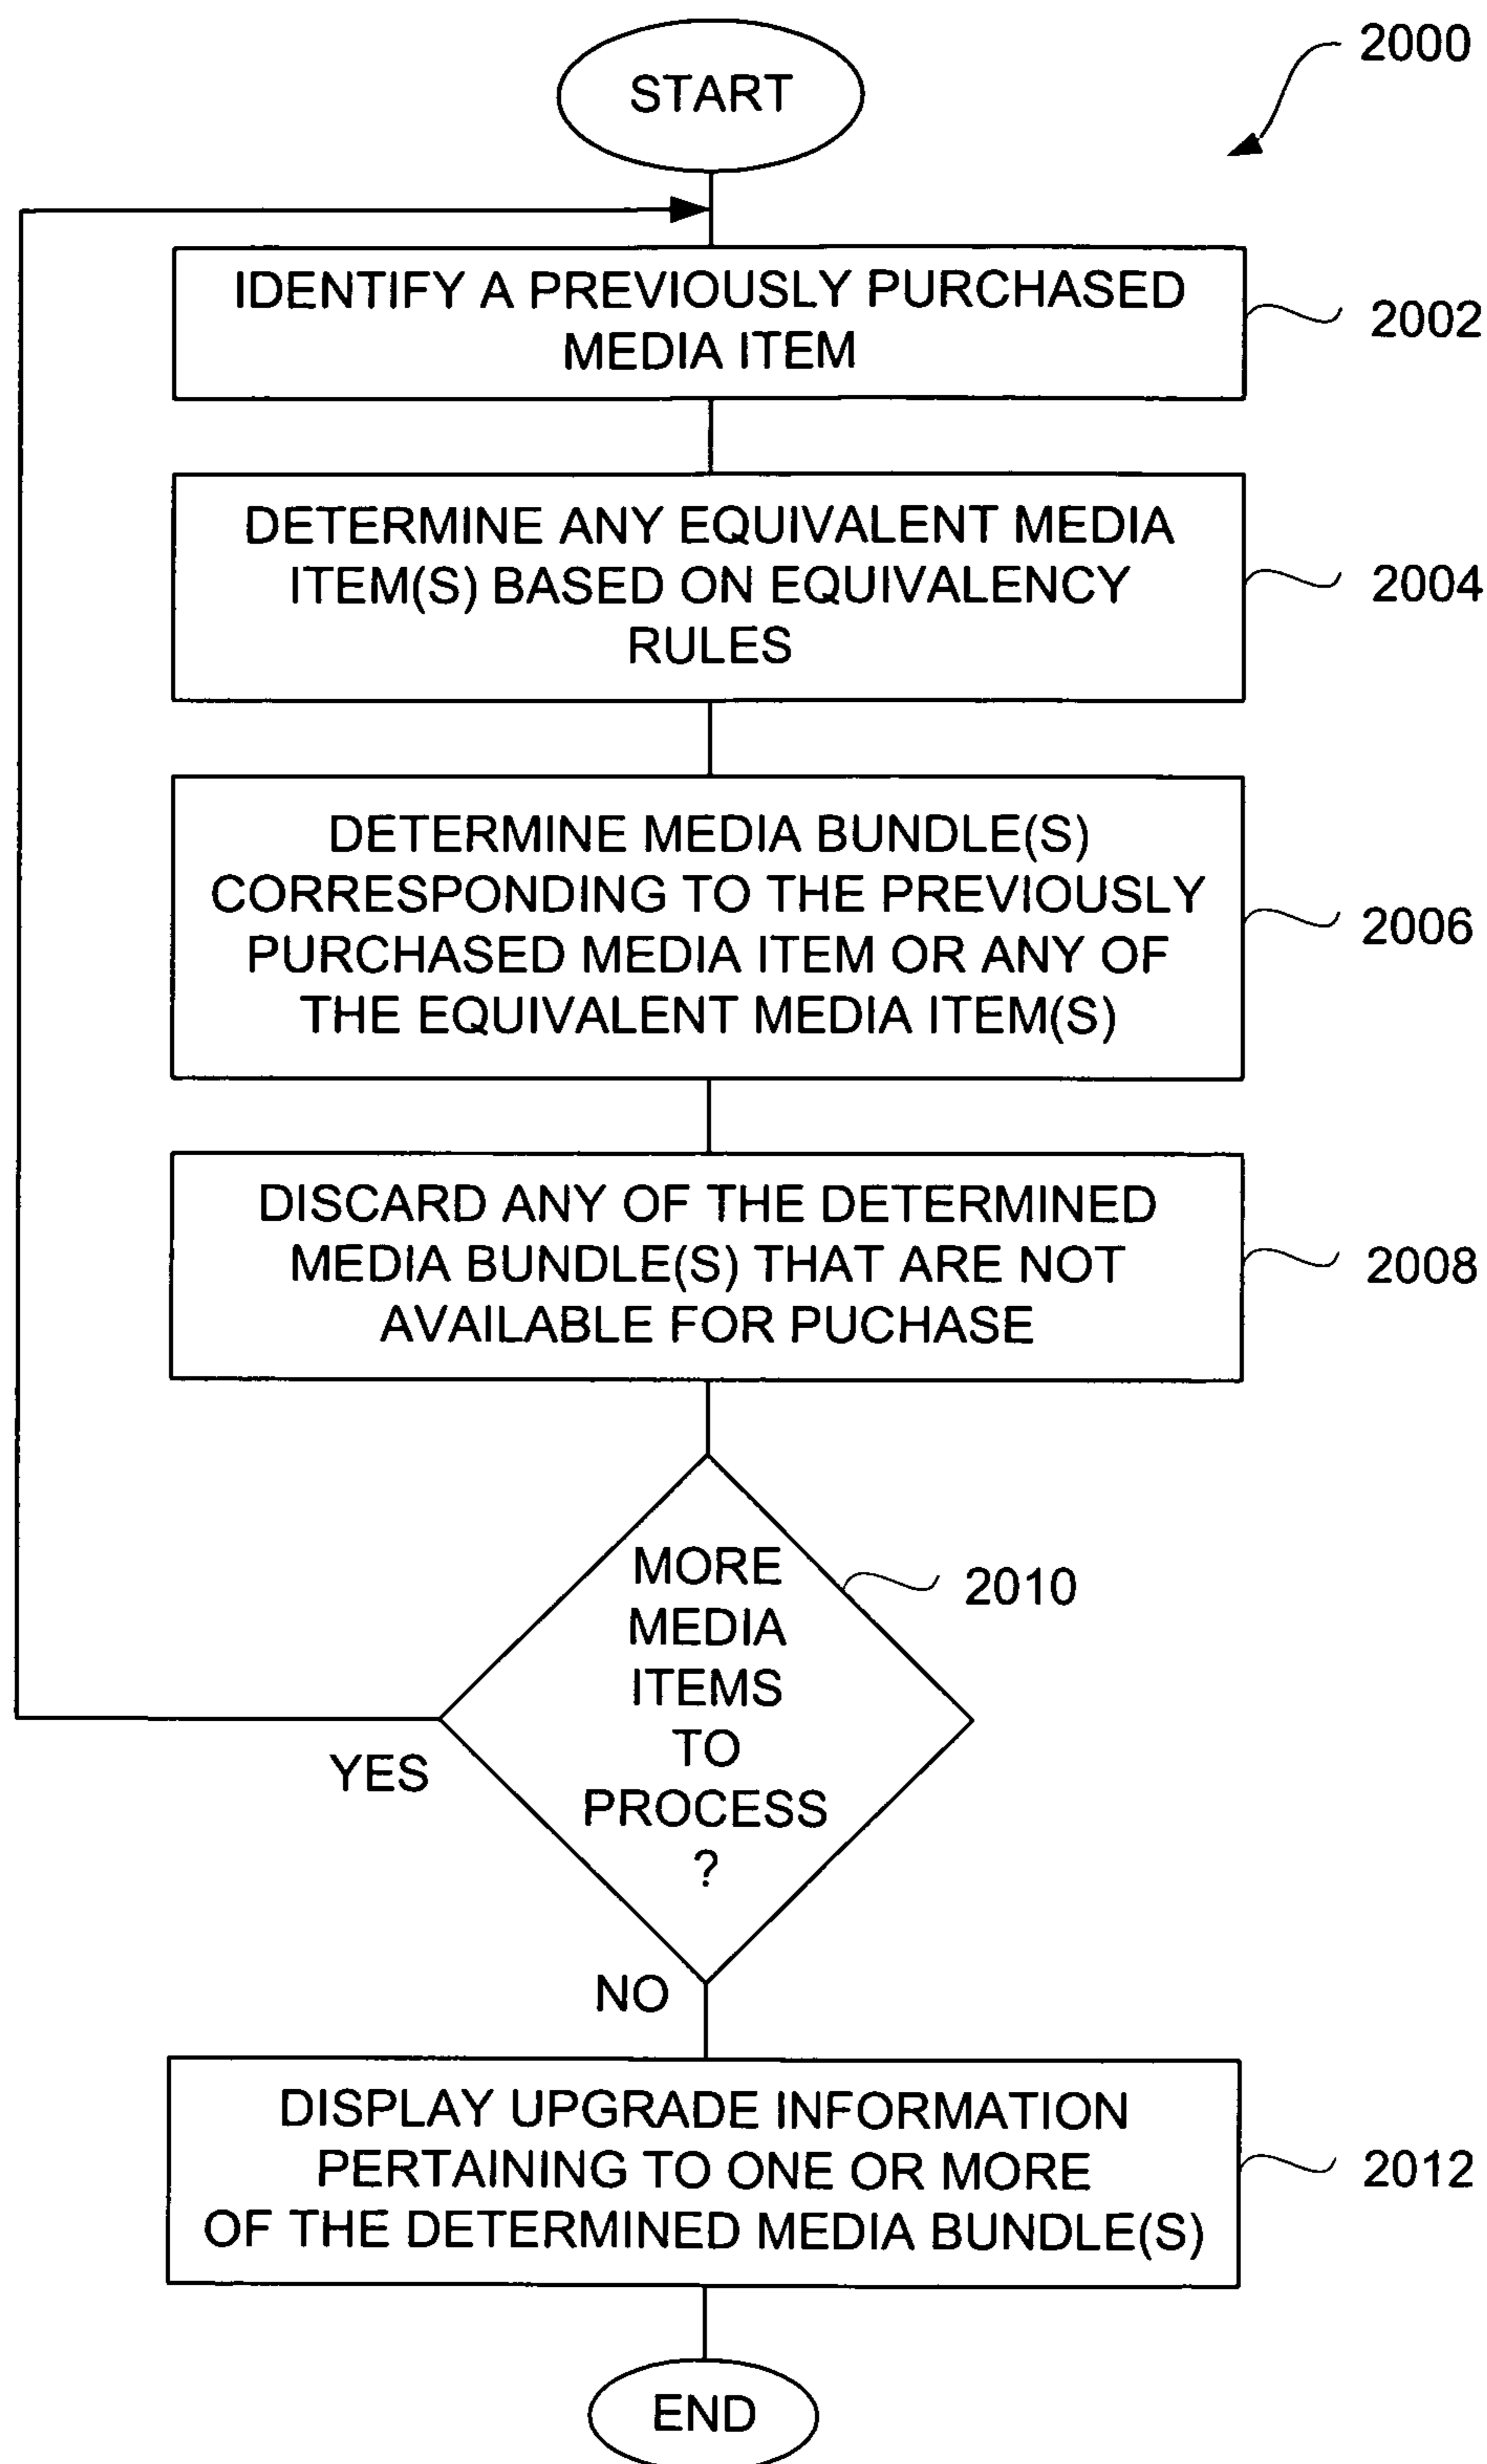 START
2000
IDENTIFY A PREVIOUSLY PURCHASED
MEDIA ITEM
2002
DETERMINE ANY EQUIVALENT MEDIA
ITEM(S) BASED ON EQUIVALENCY
RULES
2004
DETERMINE MEDIA BUNDLE(S)
CORRESPONDING TO THE PREVIOUSLY
PURCHASED MEDIA ITEM OR ANY OF
THE EQUIVALENT MEDIA ITEM(S)
2006
DISCARD ANY OF THE DETERMINED
MEDIA BUNDLE(S) THAT ARE NOT
AVAILABLE FOR PUCHASE
2008
MORE
MEDIA
ITEMS
TO
PROCESS
?
2010
YES
NO
DISPLAY UPGRADE INFORMATION
PERTAINING TO ONE OR MORE
OF THE DETERMINED MEDIA BUNDLE(S)
2012
END